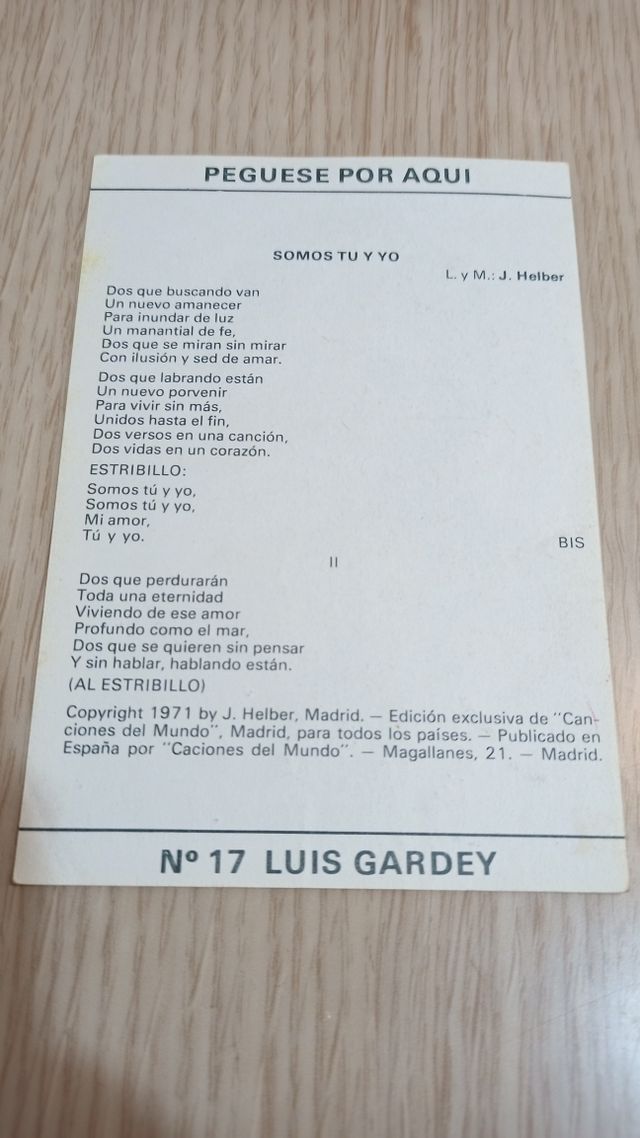 PEGUESE POR AQUI
SOMOS TU Y YO
L. y M.: J. Helber
Dos que buscando van
Un nuevo amanecer
Para inundar de luz
Un manantial de fe,
Dos que se miran sin mirar
Con ilusión y sed de amar.
Dos que labrando están
Un nuevo porvenir
Para vivir sin más,
Unidos hasta el fin,
Dos versos en una canción,
Dos vidas en un corazón.
ESTRIBILLO:
Somos tú y yo,
Somos tú y yo,
Mi amor,
Tú y yo.
BIS
II
Dos que perdurarán
Toda una eternidad
Viviendo de ese amor
Profundo como el mar,
Dos que se quieren sin pensar
Y sin hablar, hablando están.
(AL ESTRIBILLO)
Copyright 1971 by J. Helber, Madrid. — Edición exclusiva de "Can-
ciones del Mundo", Madrid, para todos los países. — Publicado en
España por "Caciones del Mundo". — Magallanes, 21. — Madrid.
Nº 17 LUIS GARDEY